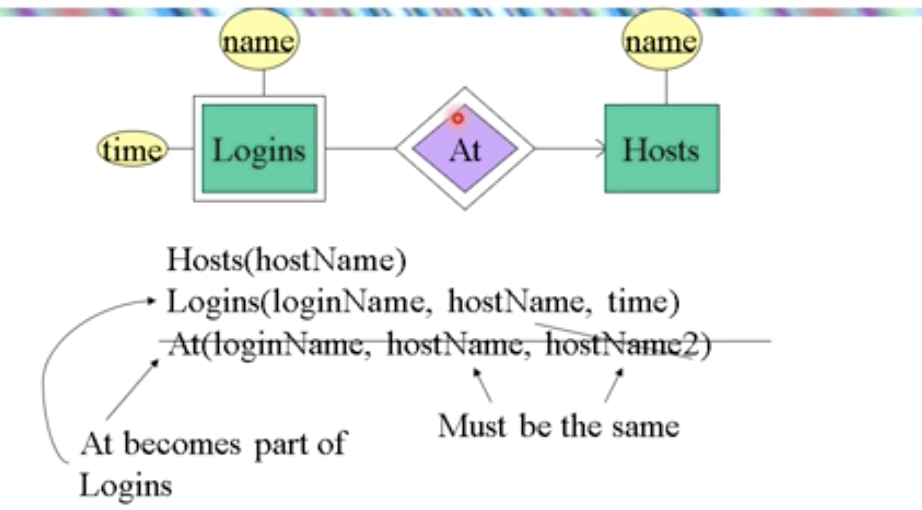 name
name
time
Logins
At
Hosts
Hosts(hostName)
Logins(loginName, hostName, time)
At(loginName, hostName, hostName2)
Must be the same
At becomes part of
Logins